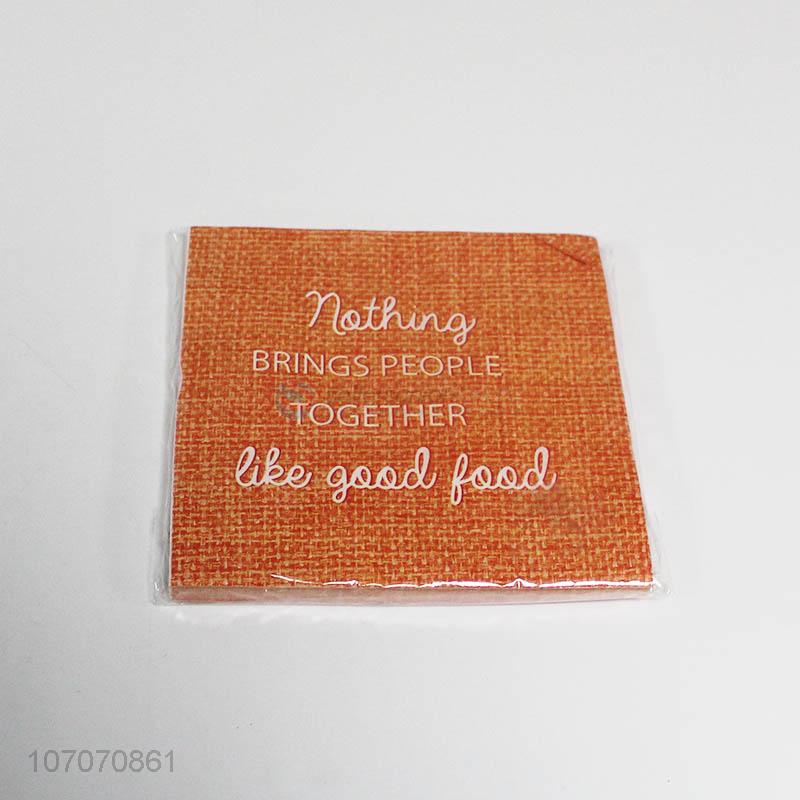 Nothing
BRINGS PEOPLE
TOGETHER
like good food
107070861